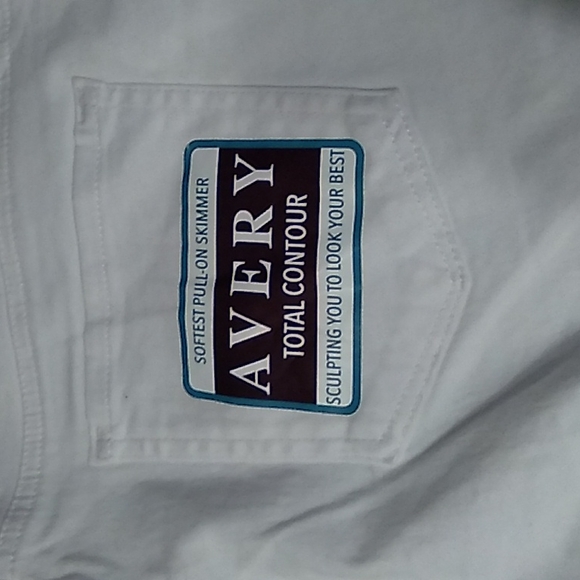 SOFTEST PULL-ON SKIMMER
AVERY
TOTAL CONTOUR
SCULPTING YOU TO LOOK YOUR BEST